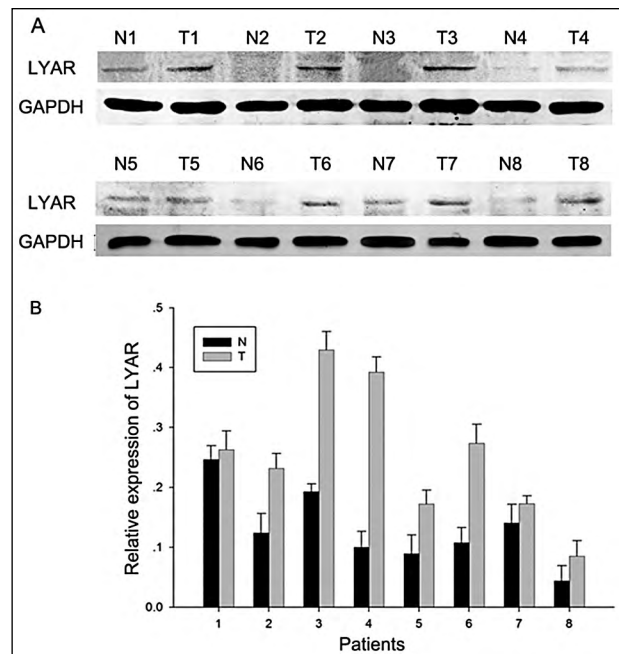 A
N1 T1 N2 T2 N3 T3 N4 T4
LYAR
GAPDH
N5 T5 N6 T6 N7 T7 N8 T8
LYAR
GAPDH
B
Relative expression of LYAR
.5
.4
.3
.2
.1
0.0
N
T
1 2 3 4 5 6 7 8
Patients